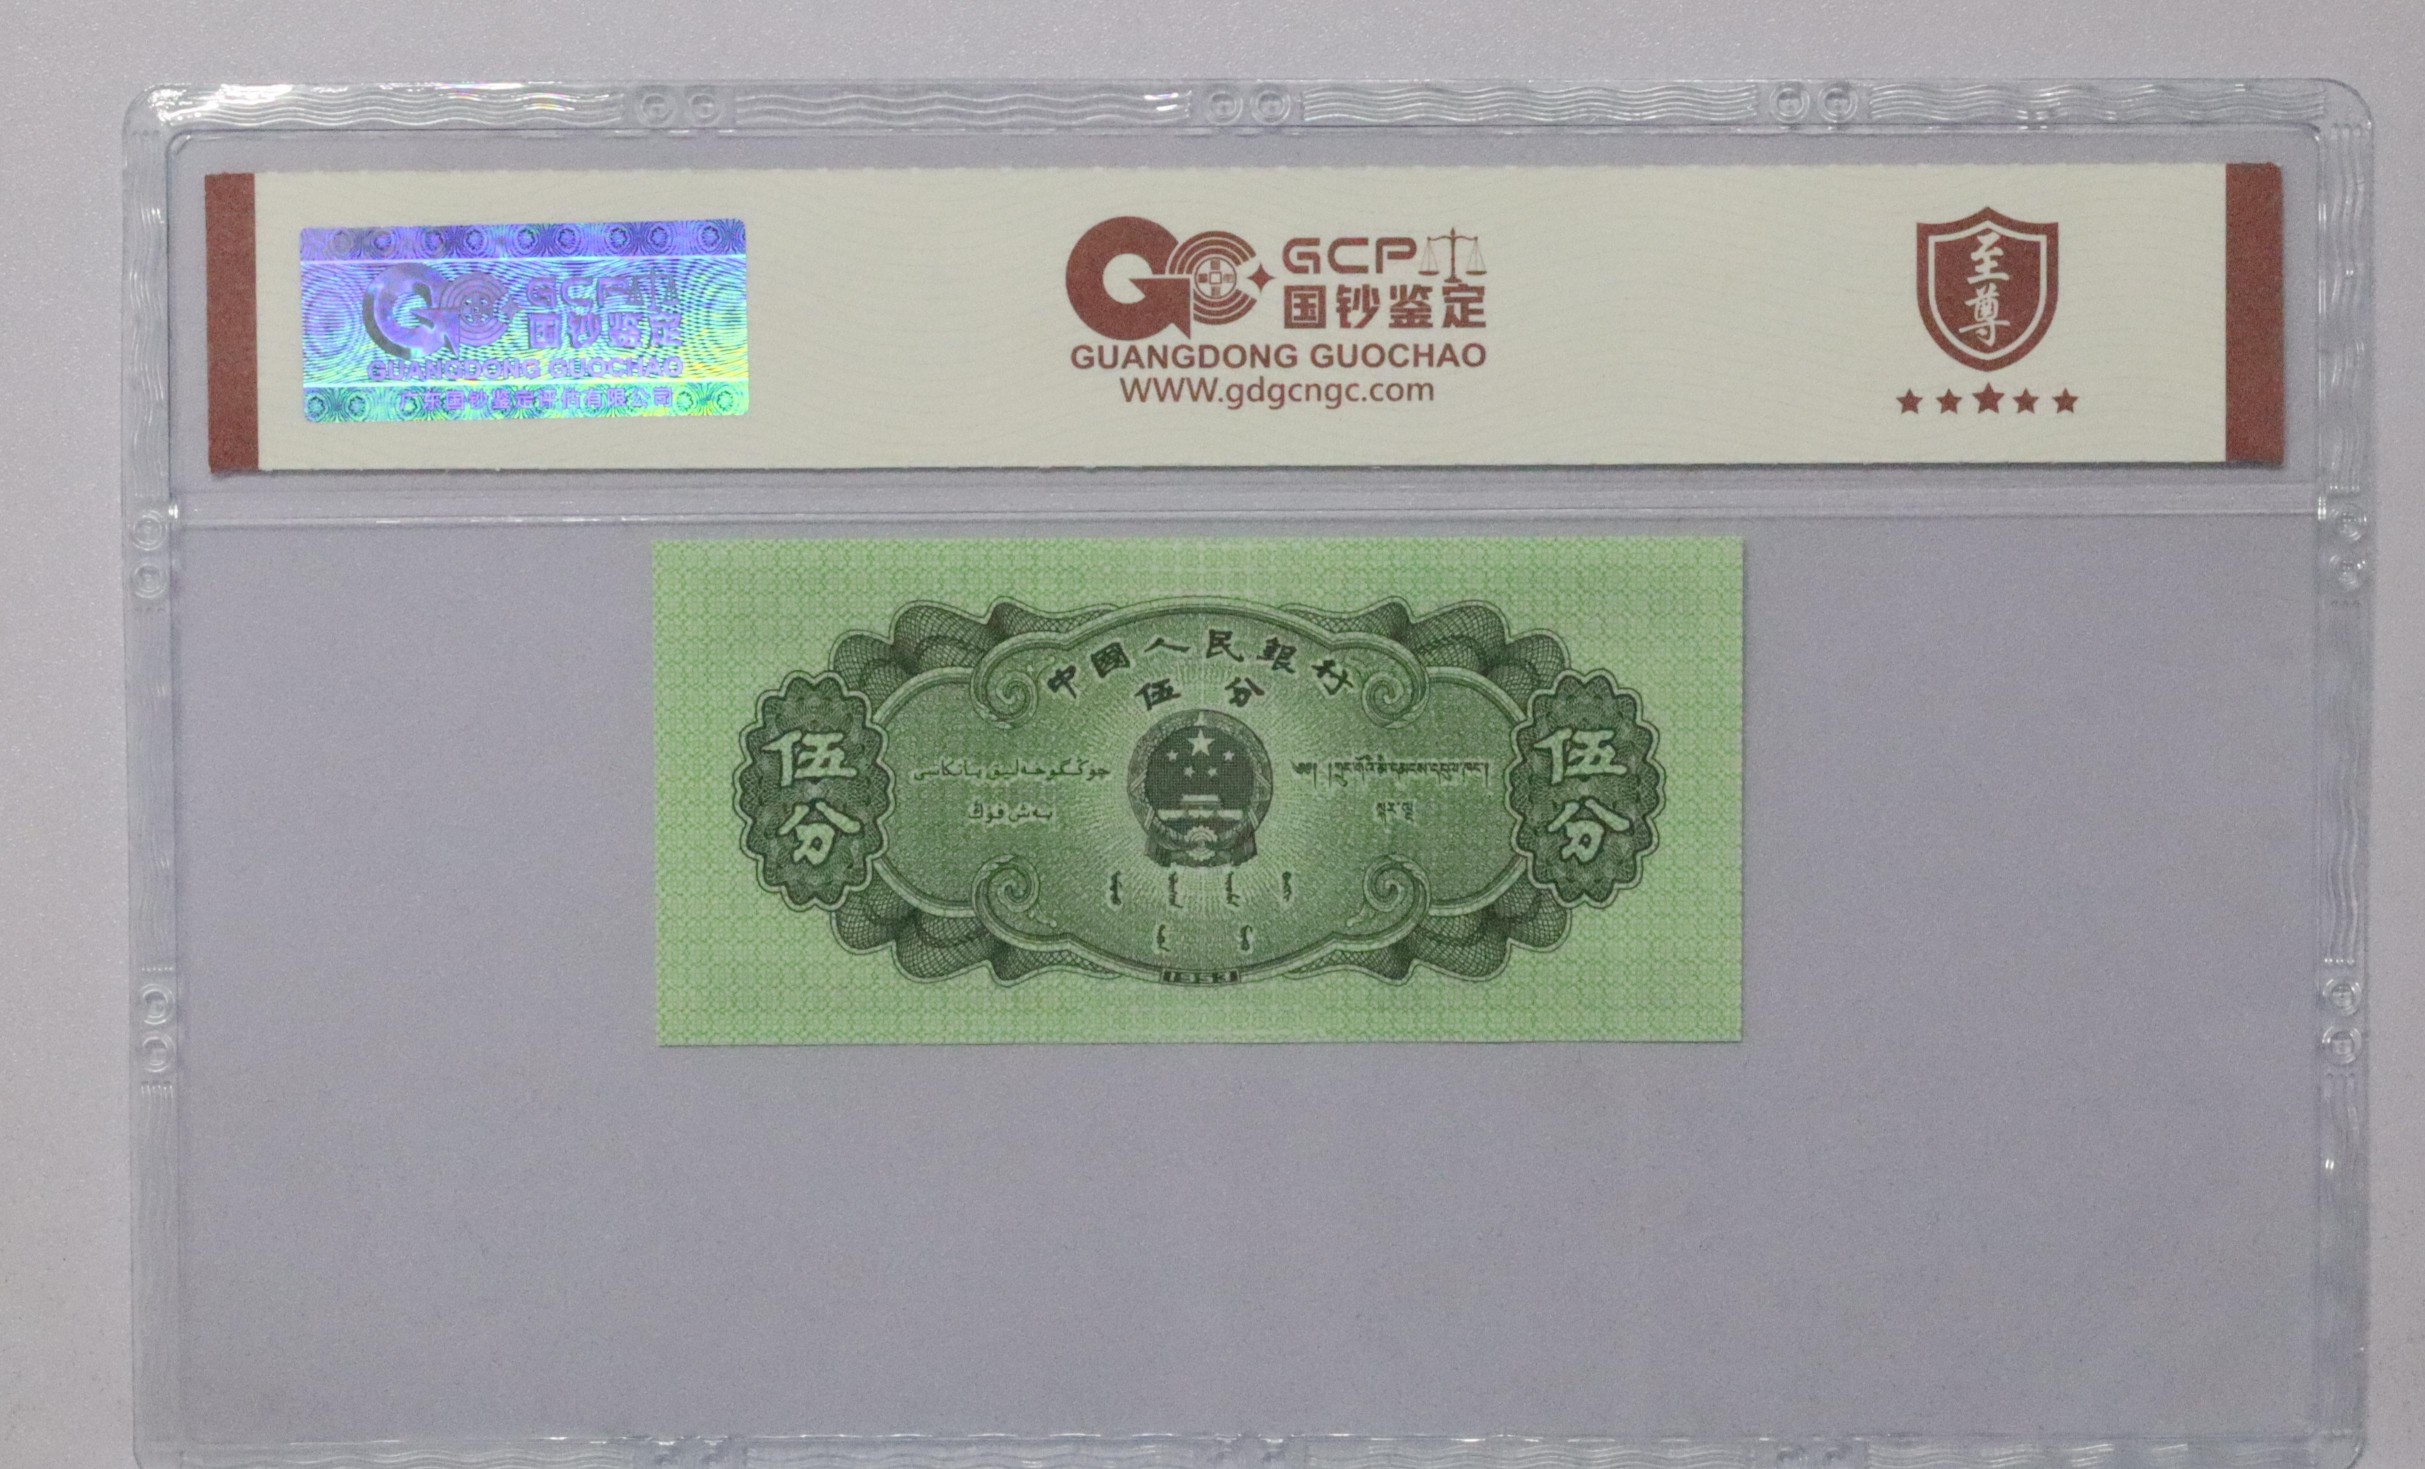 GCP
国钞鉴定
GUANGDONG GUOCHAO
广东国钞鉴定评估有限公司
GCP
国钞鉴定
GUANGDONG GUOCHAO
WWW.gdgcngc.com
至尊
中國人民銀行
伍分
伍分
伍分
1953